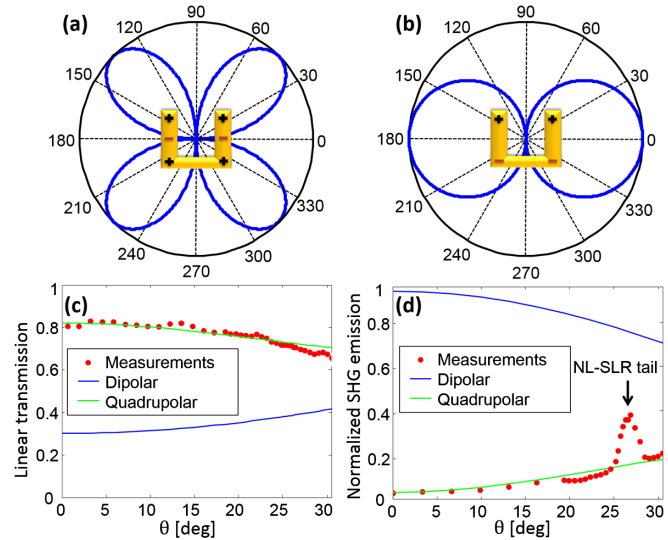 (a)
90
120
60
150
30
180
0
210
330
240
300
270
+ +
- -
+ +
(b)
90
120
60
150
30
180
0
210
330
240
300
270
+ +
- -
(c)
Linear transmission
1
0.8
0.6
0.4
0.2
0
0 5 10 15 20 25 30
θ [deg]
Measurements
Dipolar
Quadrupolar
(d)
Normalized SHG emission
1
0.8
0.6
0.4
0.2
0
0 5 10 15 20 25 30
θ [deg]
Measurements
Dipolar
Quadrupolar
NL-SLR tail